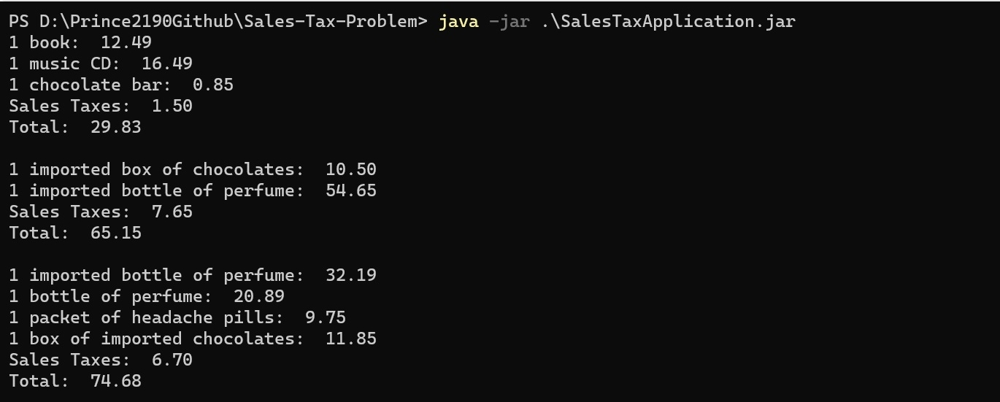 PS D:\Prince2190Github\Sales-Tax-Problem> java -jar .\SalesTaxApplication.jar
1 book:  12.49
1 music CD:  16.49
1 chocolate bar:  0.85
Sales Taxes:  1.50
Total:  29.83

1 imported box of chocolates:  10.50
1 imported bottle of perfume:  54.65
Sales Taxes:  7.65
Total:  65.15

1 imported bottle of perfume:  32.19
1 bottle of perfume:  20.89
1 packet of headache pills:  9.75
1 box of imported chocolates:  11.85
Sales Taxes:  6.70
Total:  74.68